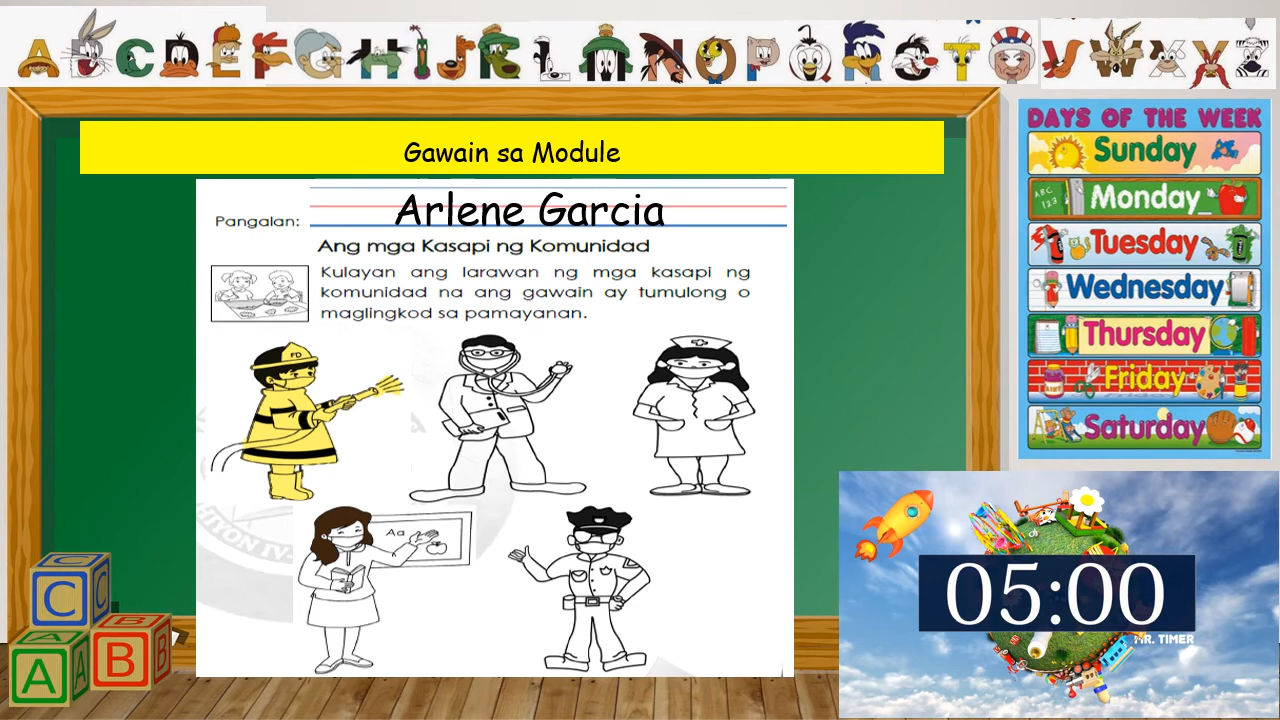 A B C D E F G H I J K L M N O P Q R S T U V W X Y Z
Gawain sa Module
Pangalan: Arlene Garcia
Ang mga Kasapi ng Komunidad
Kulayan ang larawan ng mga kasapi ng
komunidad na ang gawain ay tumulong o
maglingkod sa pamayanan.
FD
Aa
DAYS OF THE WEEK
Sunday
ABC
123
Monday
Tuesday
Wednesday
Thursday
Friday
Saturday
05:00
MR. TIMER
C
A B B